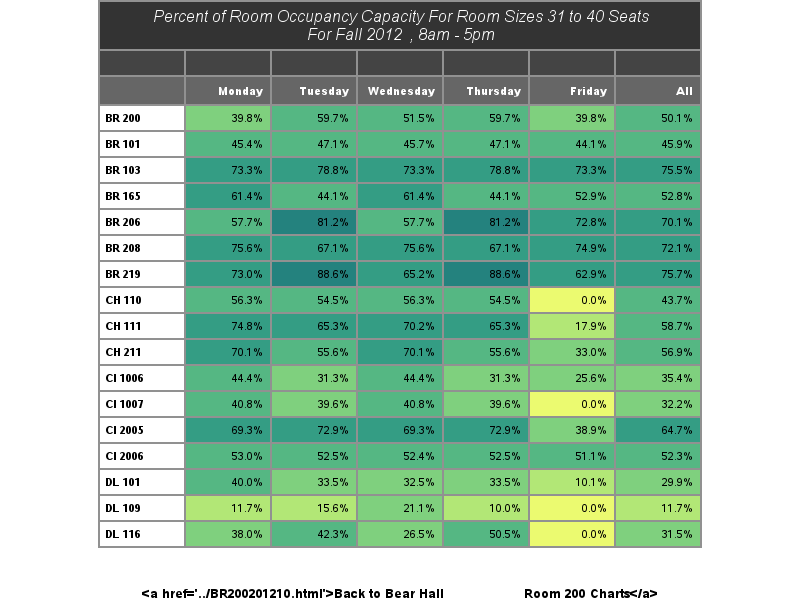 Percent of Room Occupancy Capacity For Room Sizes 31 to 40 Seats
For Fall 2012 , 8am - 5pm
Monday Tuesday Wednesday Thursday Friday All
BR 200 39.8% 59.7% 51.5% 59.7% 39.8% 50.1%
BR 101 45.4% 47.1% 45.7% 47.1% 44.1% 45.9%
BR 103 73.3% 78.8% 73.3% 78.8% 73.3% 75.5%
BR 165 61.4% 44.1% 61.4% 44.1% 52.9% 52.8%
BR 206 57.7% 81.2% 57.7% 81.2% 72.8% 70.1%
BR 208 75.6% 67.1% 75.6% 67.1% 74.9% 72.1%
BR 219 73.0% 88.6% 65.2% 88.6% 62.9% 75.7%
CH 110 56.3% 54.5% 56.3% 54.5% 0.0% 43.7%
CH 111 74.8% 65.3% 70.2% 65.3% 17.9% 58.7%
CH 211 70.1% 55.6% 70.1% 55.6% 33.0% 56.9%
CI 1006 44.4% 31.3% 44.4% 31.3% 25.6% 35.4%
CI 1007 40.8% 39.6% 40.8% 39.6% 0.0% 32.2%
CI 2005 69.3% 72.9% 69.3% 72.9% 38.9% 64.7%
CI 2006 53.0% 52.5% 52.4% 52.5% 51.1% 52.3%
DL 101 40.0% 33.5% 32.5% 33.5% 10.1% 29.9%
DL 109 11.7% 15.6% 21.1% 10.0% 0.0% 11.7%
DL 116 38.0% 42.3% 26.5% 50.5% 0.0% 31.5%
<a href='../BR200201210.html'>Back to Bear Hall Room 200 Charts</a>